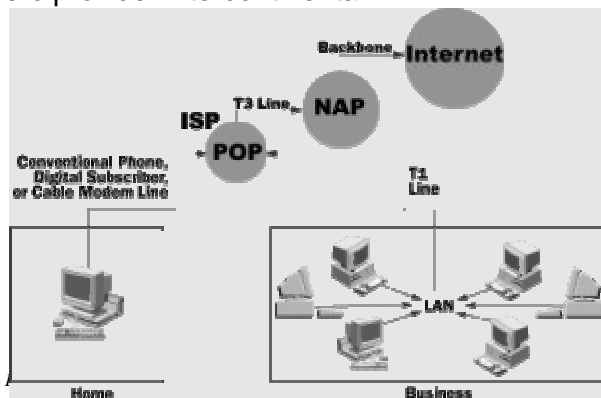 Backbone
Internet
T3 Line
NAP
ISP
POP
Conventional Phone,
Digital Subscriber,
or Cable Modem Line
T1
Line
LAN
Home
Business